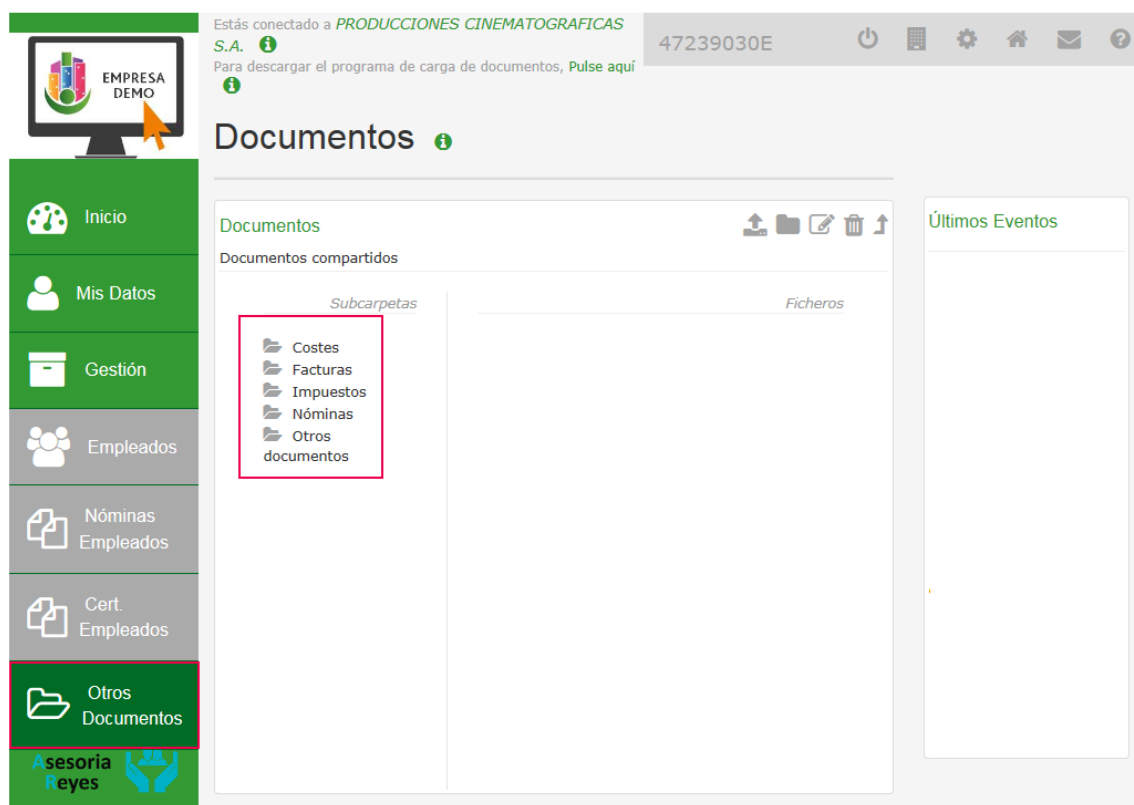 Estás conectado a PRODUCCIONES CINEMATOGRAFICAS
S.A.
Para descargar el programa de carga de documentos, Pulse aquí
47239030E
EMPRESA
DEMO
Documentos
Inicio
Mis Datos
Gestión
Empleados
Nóminas
Empleados
Cert.
Empleados
Otros
Documentos
Asesoria
Reyes
Documentos
Documentos compartidos
Subcarpetas
Costes
Facturas
Impuestos
Nóminas
Otros
documentos
Ficheros
Últimos Eventos